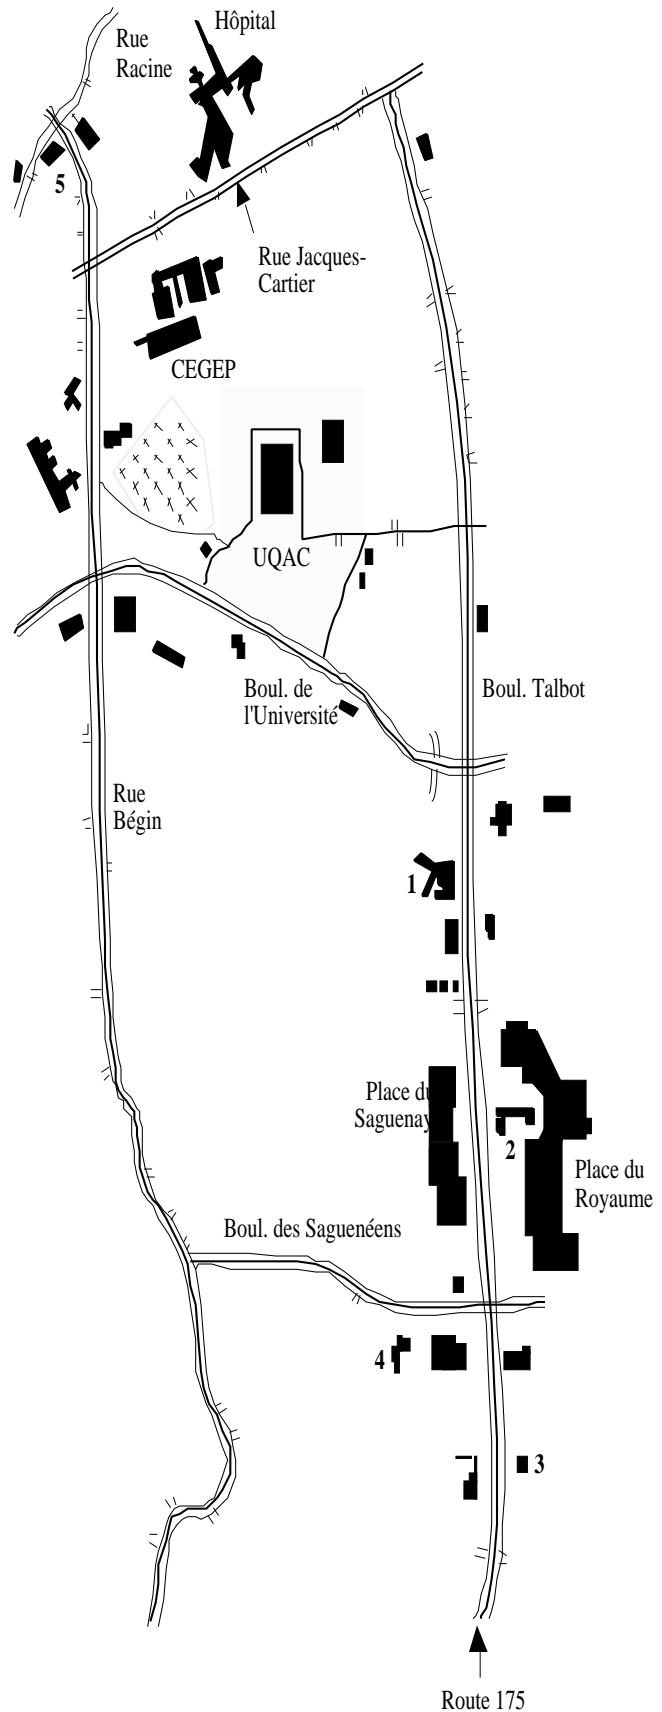 Hôpital
Rue
Racine
5
Rue Jacques-
Cartier
CEGEP
UQAC
Boul. de
l'Université
Boul. Talbot
Rue
Bégin
1
Place du
Saguenay
2
Place du
Royaume
Boul. des Saguenéens
4
3
Route 175